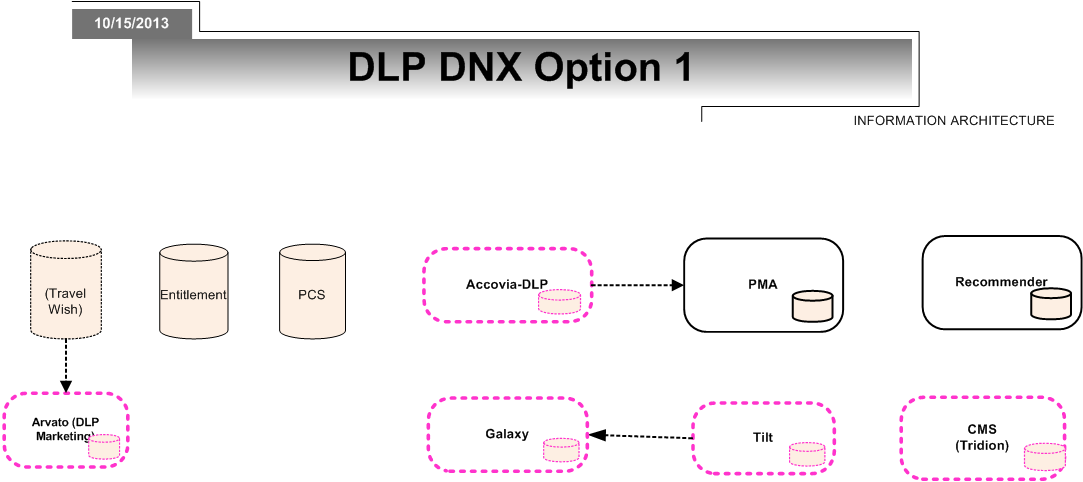 10/15/2013
DLP DNX Option 1
INFORMATION ARCHITECTURE
(Travel
Wish)
Entitlement
PCS
Accovia-DLP
PMA
Recommender
Arvato (DLP
Marketing)
Galaxy
Tilt
CMS
(Tridion)